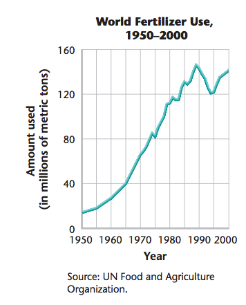 World Fertilizer Use,
1950–2000
Amount used
(in millions of metric tons)
160
120
80
40
0
1950 1960 1970 1980 1990 2000
Year
Source: UN Food and Agriculture
Organization.